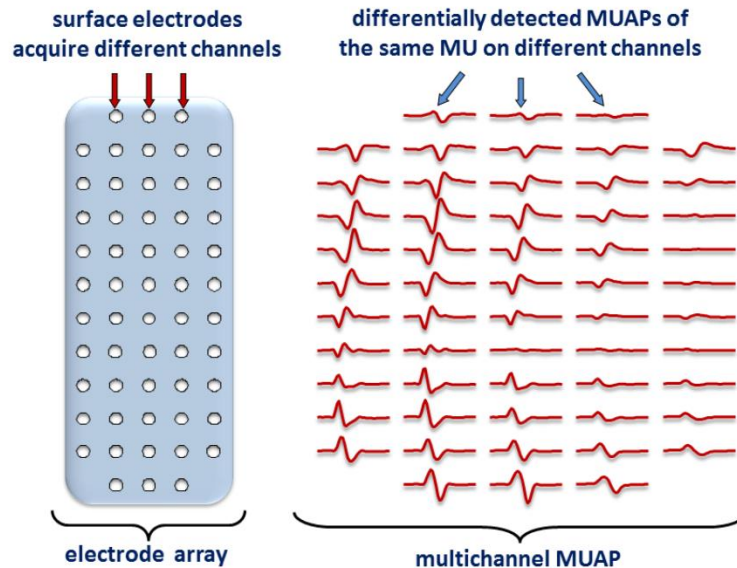 surface electrodes
acquire different channels
differentially detected MUAPs of
the same MU on different channels
electrode array
multichannel MUAP